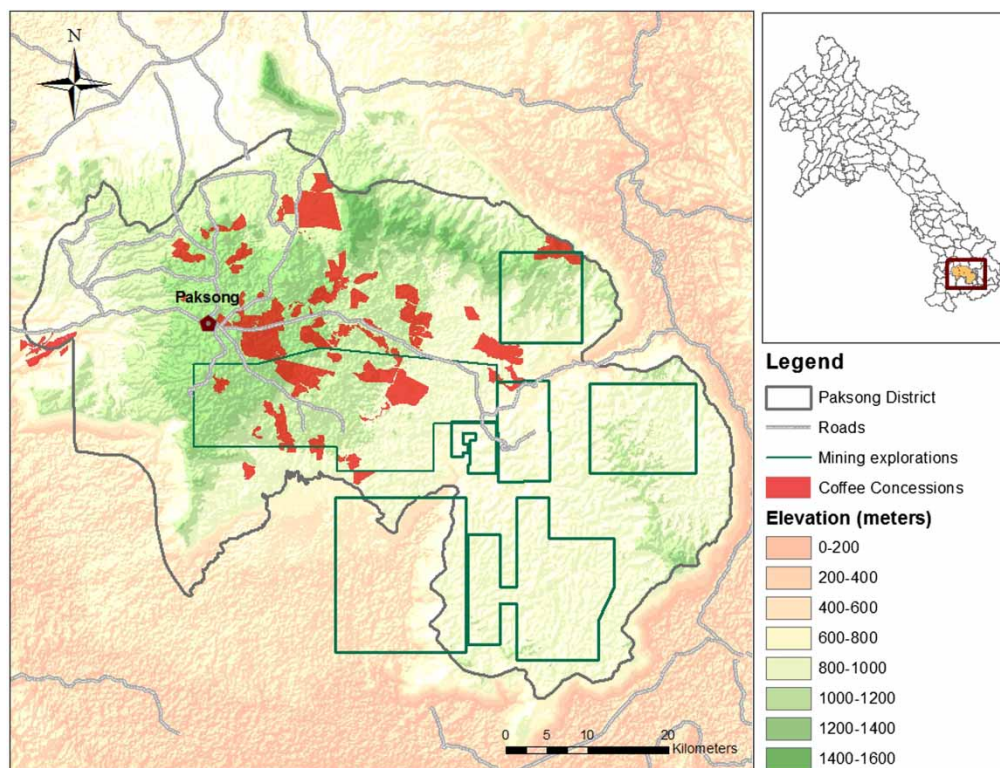 N
Paksong
0 5 10 20
Kilometers
Legend
Paksong District
Roads
Mining explorations
Coffee Concessions
Elevation (meters)
0-200
200-400
400-600
600-800
800-1000
1000-1200
1200-1400
1400-1600